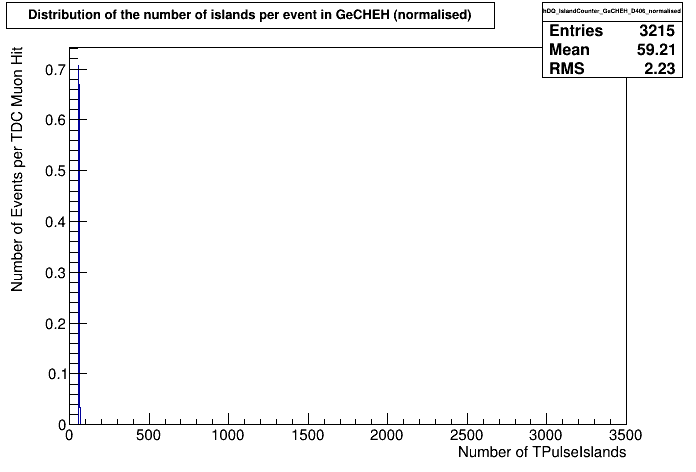 Distribution of the number of islands per event in GeCHEH (normalised)
hDQ_IslandCounter_GeCHEH_D406_normalised
Entries 3215
Mean 59.21
RMS 2.23
Number of Events per TDC Muon Hit
0.7
0.6
0.5
0.4
0.3
0.2
0.1
0
0 500 1000 1500 2000 2500 3000 3500
Number of TPulseIslands